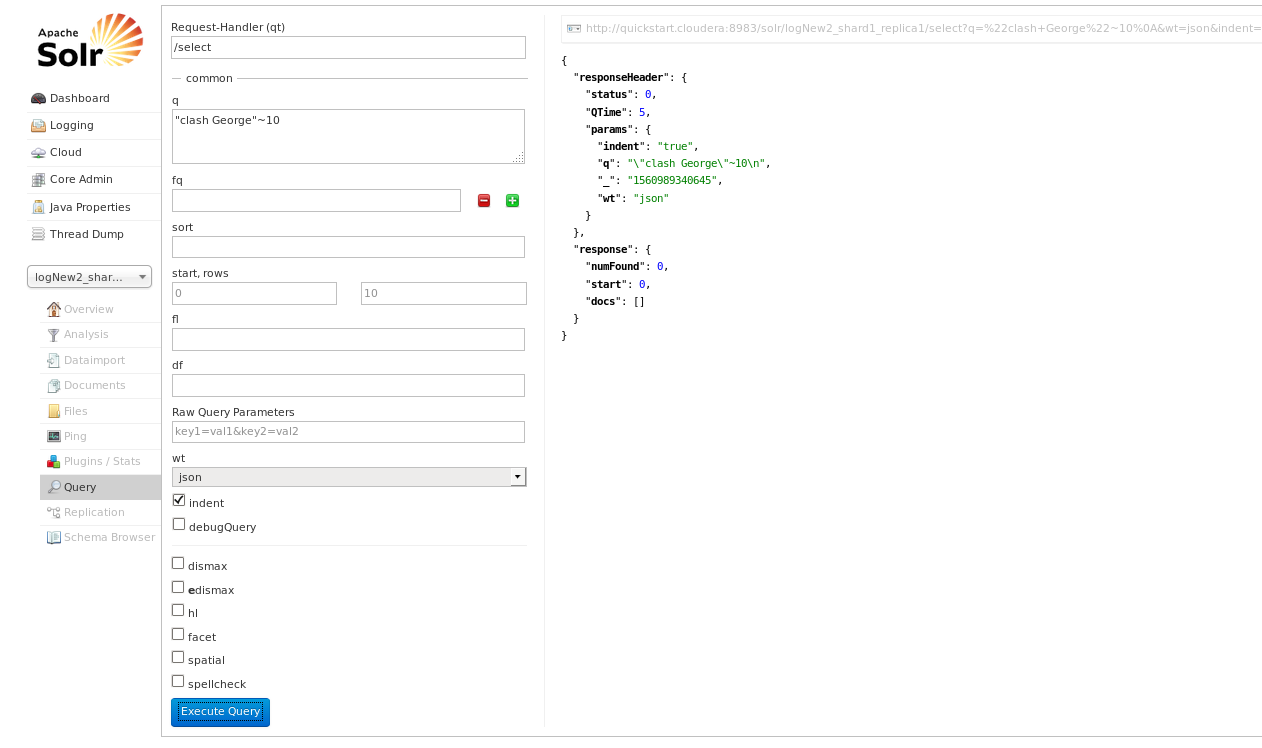 Apache
Solr
Dashboard
Logging
Cloud
Core Admin
Java Properties
Thread Dump
logNew2_shar...
Overview
Analysis
Dataimport
Documents
Files
Ping
Plugins / Stats
Query
Replication
Schema Browser
Request-Handler (qt)
/select
common
q
"clash George"~10
fq
sort
start, rows
0 10
fl
df
Raw Query Parameters
key1=val1&key2=val2
wt
json
indent
debugQuery
dismax
edismax
hl
facet
spatial
spellcheck
Execute Query
http://quickstart.cloudera:8983/solr/logNew2_shard1_replica1/select?q=%22clash+George%22~10%0A&wt=json&indent=
{
"responseHeader": {
"status": 0,
"QTime": 5,
"params": {
"indent": "true",
"q": "\"clash George\"~10\n",
"_": "1560989340645",
"wt": "json"
}
},
"response": {
"numFound": 0,
"start": 0,
"docs": []
}
}